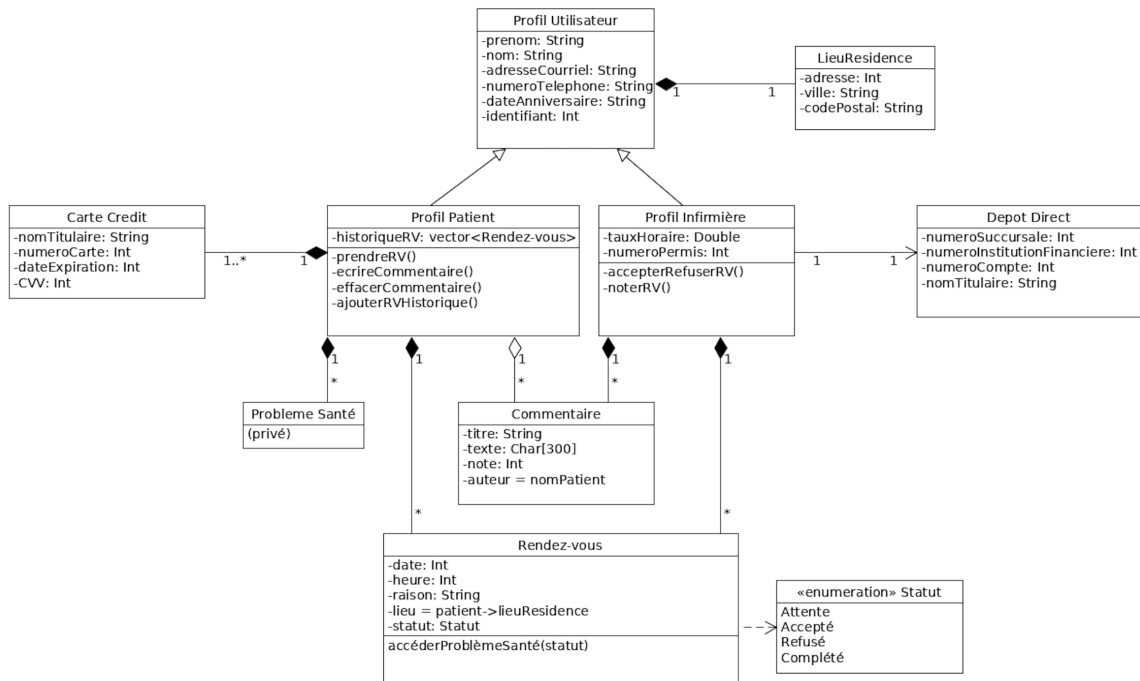 Profil Utilisateur
-prenom: String
-nom: String
-adresseCourriel: String
-numeroTelephone: String
-dateAnniversaire: String
-identifiant: Int
1
1
LieuResidence
-adresse: Int
-ville: String
-codePostal: String
Carte Credit
-nomTitulaire: String
-numeroCarte: Int
-dateExpiration: Int
-CVV: Int
1..*
1
Profil Patient
-historiqueRV: vector<Rendez-vous>
-prendreRV()
-ecrireCommentaire()
-effacerCommentaire()
-ajouterRVHistorique()
Profil Infirmière
-tauxHoraire: Double
-numeroPermis: Int
-accepterRefuserRV()
-noterRV()
1
1
Depot Direct
-numeroSuccursale: Int
-numeroInstitutionFinanciere: Int
-numeroCompte: Int
-nomTitulaire: String
1
1
1
1
1
*
*
*
Probleme Santé
(privé)
Commentaire
-titre: String
-texte: Char[300]
-note: Int
-auteur = nomPatient
*
*
Rendez-vous
-date: Int
-heure: Int
-raison: String
-lieu = patient->lieuResidence
-statut: Statut
accéderProblèmeSanté(statut)
«enumeration» Statut
Attente
Accepté
Refusé
Complété